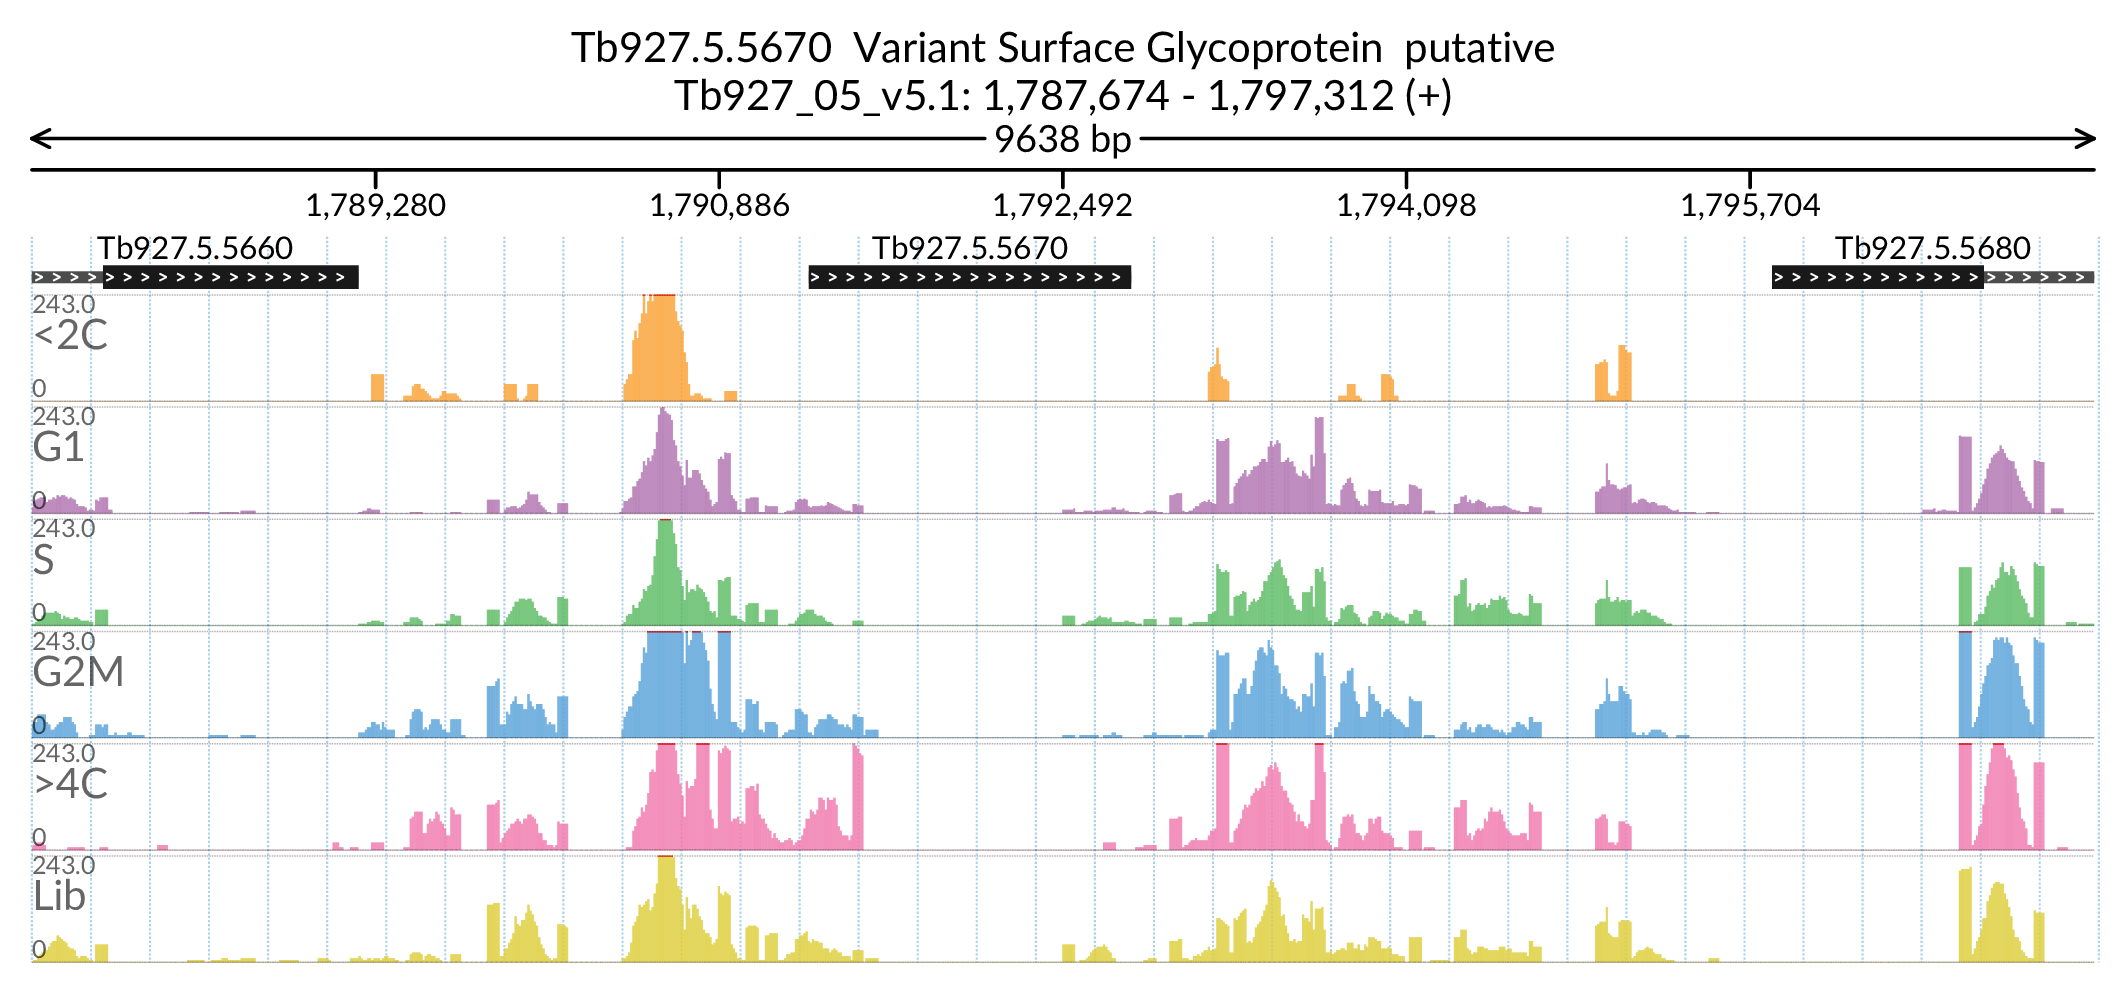 Tb927.5.5670  Variant Surface Glycoprotein  putative
Tb927_05_v5.1: 1,787,674 - 1,797,312 (+)
9638 bp
1,789,280 1,790,886 1,792,492 1,794,098 1,795,704
Tb927.5.5660 Tb927.5.5670 Tb927.5.5680
243.0
<2C
0
243.0
G1
0
243.0
S
0
243.0
G2M
0
243.0
>4C
0
243.0
Lib
0